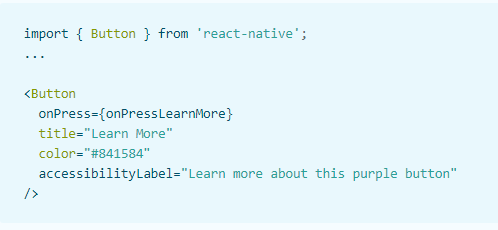 import { Button } from 'react-native';
...
<Button
onPress={onPressLearnMore}
title="Learn More"
color="#841584"
accessibilityLabel="Learn more about this purple button"
/>